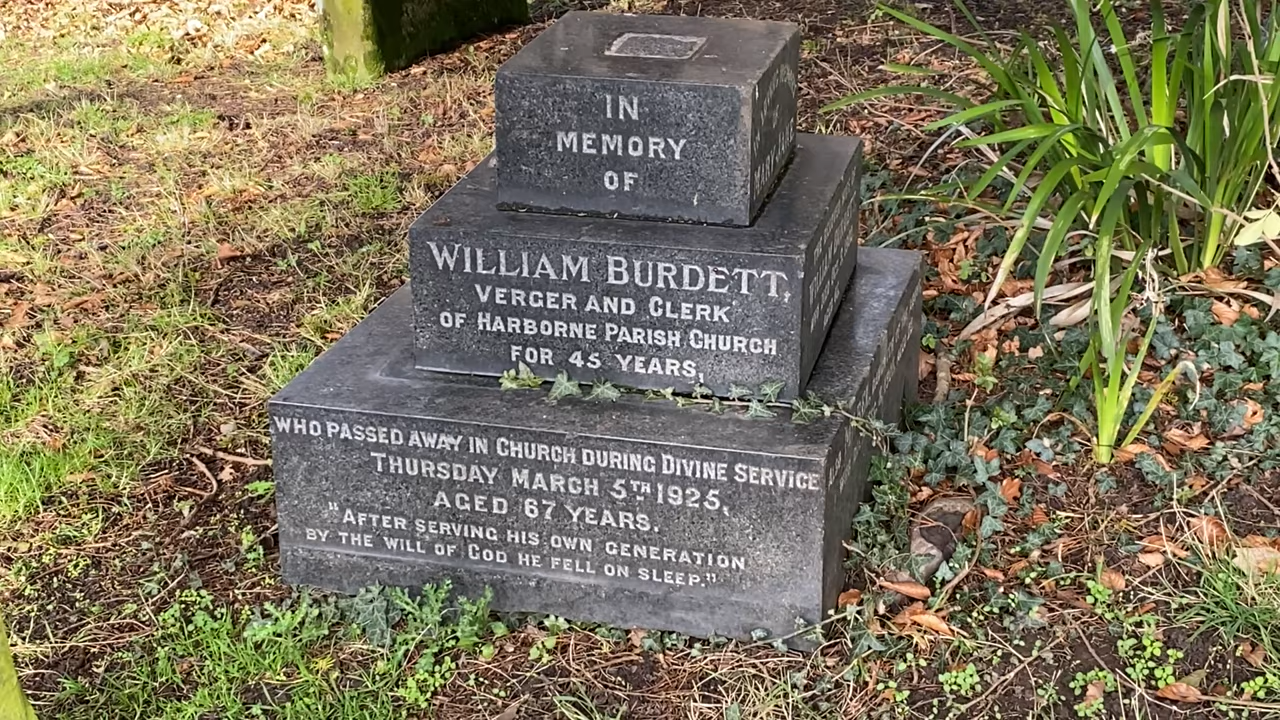 IN
MEMORY
OF
WILLIAM BURDETT,
VERGER AND CLERK
OF HARBORNE PARISH CHURCH
FOR 45 YEARS,
WHO PASSED AWAY IN CHURCH DURING DIVINE SERVICE
THURSDAY MARCH 5TH 1925,
AGED 67 YEARS.
"AFTER SERVING HIS OWN GENERATION
BY THE WILL OF GOD HE FELL ON SLEEP."